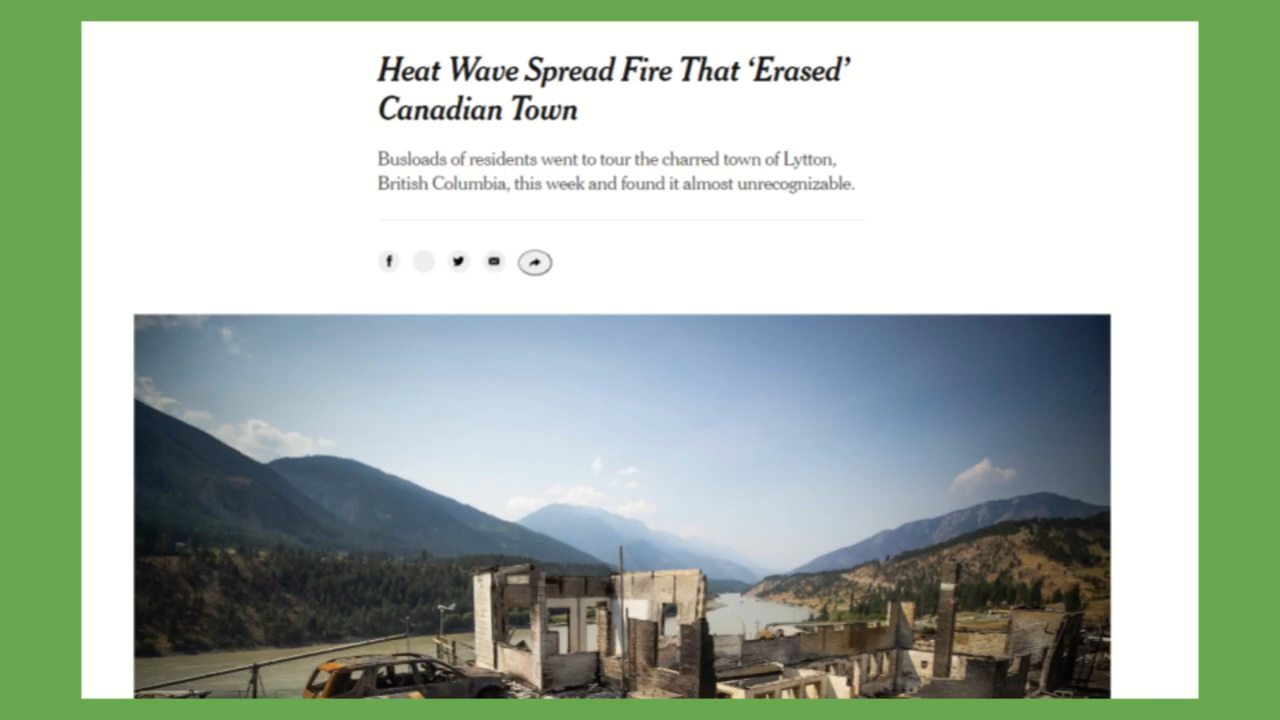 Heat Wave Spread Fire That ‘Erased’
Canadian Town
Busloads of residents went to tour the charred town of Lytton,
British Columbia, this week and found it almost unrecognizable.